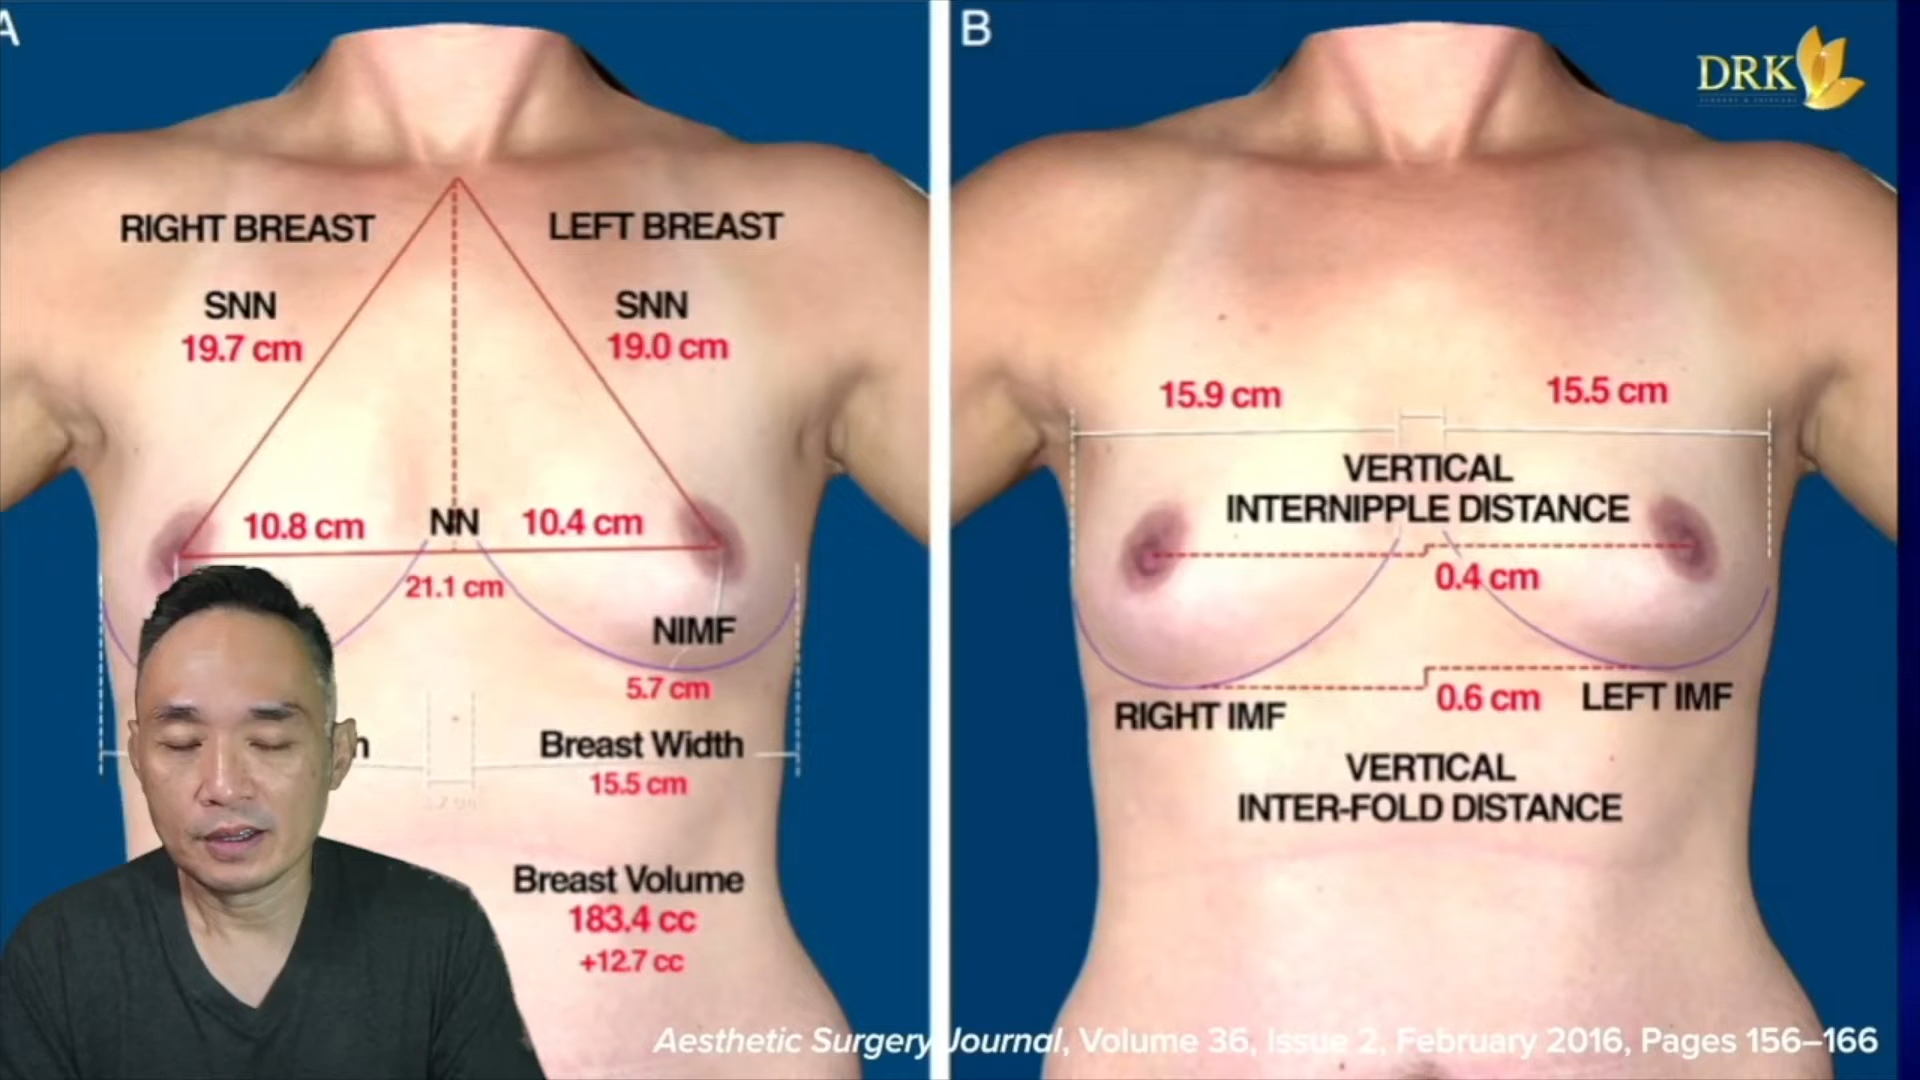 A
RIGHT BREAST
LEFT BREAST
SNN
19.7 cm
SNN
19.0 cm
10.8 cm
NN
10.4 cm
21.1 cm
NIMF
5.7 cm
h
Breast Width
15.5 cm
Breast Volume
183.4 cc
+12.7 cc
B
DRK
15.9 cm
15.5 cm
VERTICAL
INTERNIPPLE DISTANCE
0.4 cm
0.6 cm
LEFT IMF
RIGHT IMF
VERTICAL
INTER-FOLD DISTANCE
Aesthetic Surgery Journal, Volume 36, Issue 2, February 2016, Pages 156–166